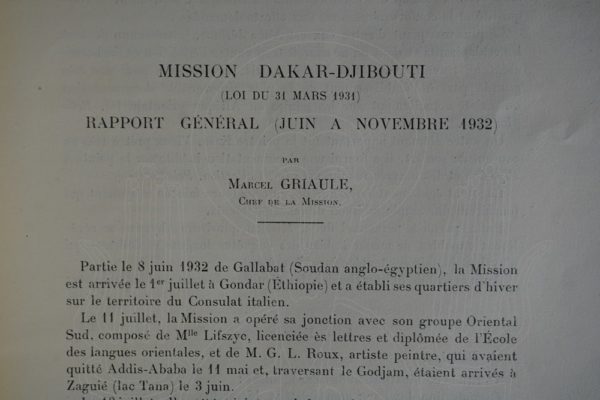 MISSION DAKAR-DJIBOUTI
(LOI DU 31 MARS 1931)
RAPPORT GÉNÉRAL (JUIN A NOVEMBRE 1932)
PAR
MARCEL GRIAULE,
CHEF DE LA MISSION.
Partie le 8 juin 1932 de Gallabat (Soudan anglo-égyptien), la Mission
est arrivée le 1er juillet à Gondar (Éthiopie) et a établi ses quartiers d'hiver
sur le territoire du Consulat italien.
Le 11 juillet, la Mission a opéré sa jonction avec son groupe Oriental
Sud, composé de Mlle Lifszyc, licenciée ès lettres et diplômée de l'École
des langues orientales, et de M. G. L. Roux, artiste peintre, qui avaient
quitté Addis-Ababa le 11 mai et, traversant le Godjam, étaient arrivés à
Zaguié (lac Tana) le 3 juin.